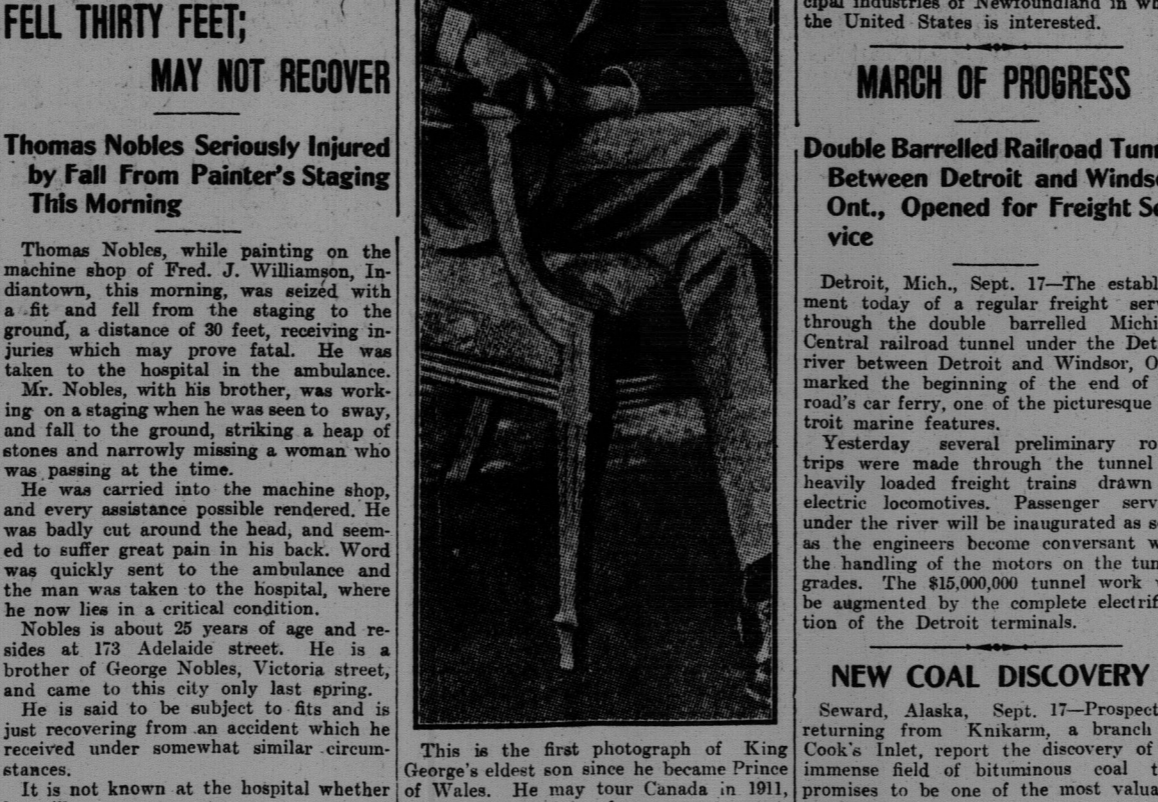 FELL THIRTY FEET;
MAY NOT RECOVER
Thomas Nobles Seriously Injured
by Fall From Painter's Staging
This Morning
Thomas Nobles, while painting on the
machine shop of Fred. J. Williamson, In-
diantown, this morning, was seized with
a fit and fell from the staging to the
ground, a distance of 30 feet, receiving in-
juries which may prove fatal. He was
taken to the hospital in the ambulance.
Mr. Nobles, with his brother, was work-
ing on a staging when he was seen to sway,
and fall to the ground, striking a heap of
stones and narrowly missing a woman who
was passing at the time.
He was carried into the machine shop,
and every assistance possible rendered. He
was badly cut around the head, and seem-
ed to suffer great pain in his back. Word
was quickly sent to the ambulance and
the man was taken to the hospital, where
he now lies in a critical condition.
Nobles is about 25 years of age and re-
sides at 173 Adelaide street. He is a
brother of George Nobles, Victoria street,
and came to this city only last spring.
He is said to be subject to fits and is
just recovering from an accident which he
received under somewhat similar circum-
stances.
It is not known at the hospital whether
This is the first photograph of King
George's eldest son since he became Prince
of Wales. He may tour Canada in 1911,
cipal industries of Newfoundland in
the United States is interested.
MARCH OF PROGRESS
Double Barrelled Railroad Tun
Between Detroit and Winds
Ont., Opened for Freight Se
vice
Detroit, Mich., Sept. 17—The establ
ment today of a regular freight ser
through the double barrelled Michi
Central railroad tunnel under the Det
river between Detroit and Windsor, O
marked the beginning of the end of
road's car ferry, one of the picturesque
troit marine features.
Yesterday several preliminary ro
trips were made through the tunnel
heavily loaded freight trains drawn
electric locomotives. Passenger serv
under the river will be inaugurated as s
as the engineers become conversant w
the handling of the motors on the tun
grades. The $15,000,000 tunnel work
be augmented by the complete electrif
tion of the Detroit terminals.
NEW COAL DISCOVERY
Seward, Alaska, Sept. 17—Prospect
returning from Knikarm, a branch
Cook's Inlet, report the discovery of
immense field of bituminous coal t
promises to be one of the most valua